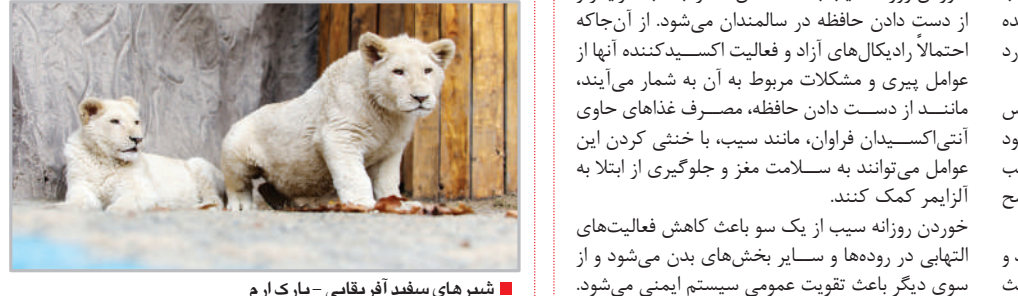 از دست دادن حافظه در سالمندان می‌شود. از آن‌جاکه
احتمالاً رادیکال‌های آزاد و فعالیت اکسیدکننده آنها از
عوامل پیری و مشکلات مربوط به آن به شمار می‌آیند،
مانند از دست دادن حافظه، مصرف غذاهای حاوی
آنتی‌اکسیدان فراوان، مانند سیب، با خنثی کردن این
عوامل می‌توانند به سلامت مغز و جلوگیری از ابتلا به
آلزایمر کمک کنند.
خوردن روزانه سیب از یک سو باعث کاهش فعالیت‌های
التهابی در روده‌ها و سایر بخش‌های بدن می‌شود و از
سوی دیگر باعث تقویت عمومی سیستم ایمنی می‌شود.
شیرهای سفید آفریقایی - پارک ارم